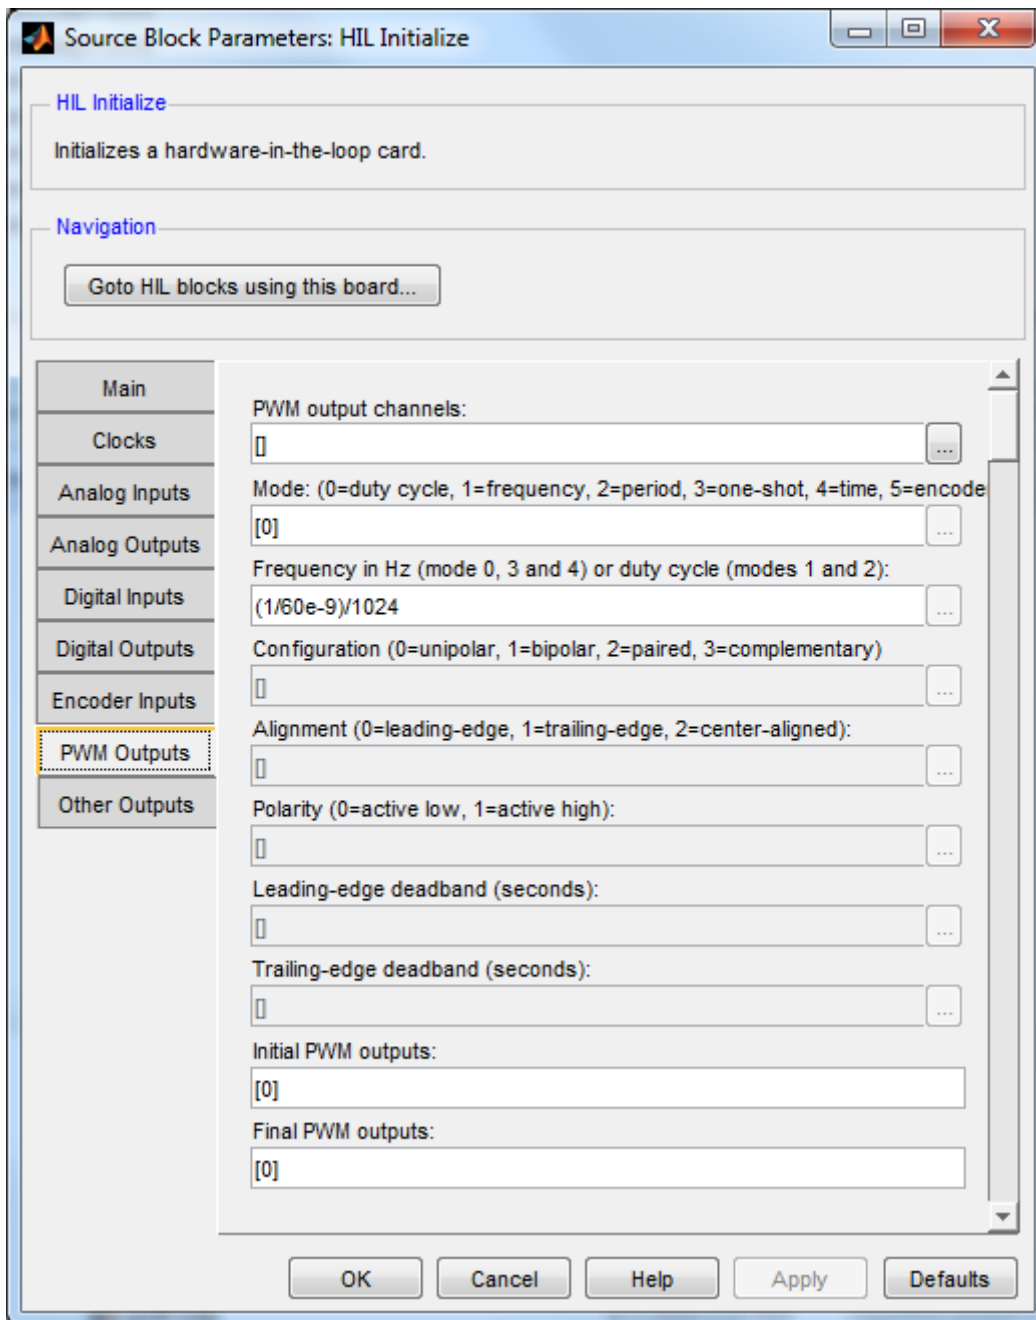 Source Block Parameters: HIL Initialize
HIL Initialize
Initializes a hardware-in-the-loop card.
Navigation
Goto HIL blocks using this board...
Main
Clocks
Analog Inputs
Analog Outputs
Digital Inputs
Digital Outputs
Encoder Inputs
PWM Outputs
Other Outputs
PWM output channels:
[]
...
Mode: (0=duty cycle, 1=frequency, 2=period, 3=one-shot, 4=time, 5=encode
[0]
...
Frequency in Hz (mode 0, 3 and 4) or duty cycle (modes 1 and 2):
(1/60e-9)/1024
...
Configuration (0=unipolar, 1=bipolar, 2=paired, 3=complementary)
[]
...
Alignment (0=leading-edge, 1=trailing-edge, 2=center-aligned):
[]
...
Polarity (0=active low, 1=active high):
[]
...
Leading-edge deadband (seconds):
[]
...
Trailing-edge deadband (seconds):
[]
...
Initial PWM outputs:
[0]
Final PWM outputs:
[0]
OK Cancel Help Apply Defaults